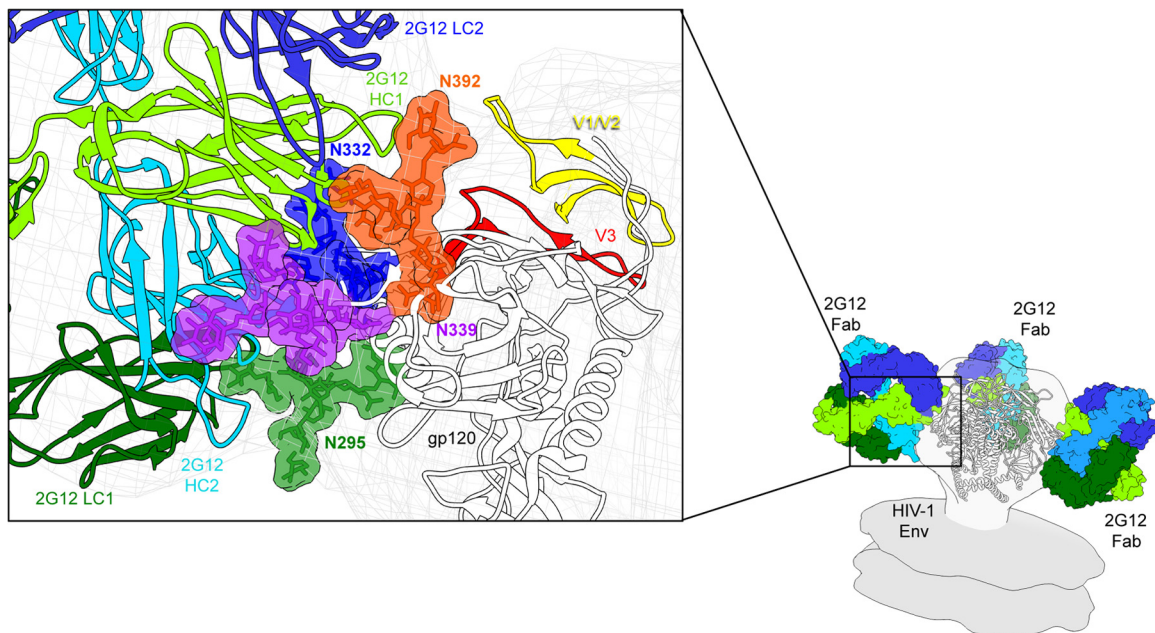 2G12 LC2
2G12
HC1
N392
V1/V2
N332
V3
N339
N295
gp120
2G12
HC2
2G12 LC1
2G12
Fab
2G12
Fab
HIV-1
Env
2G12
Fab